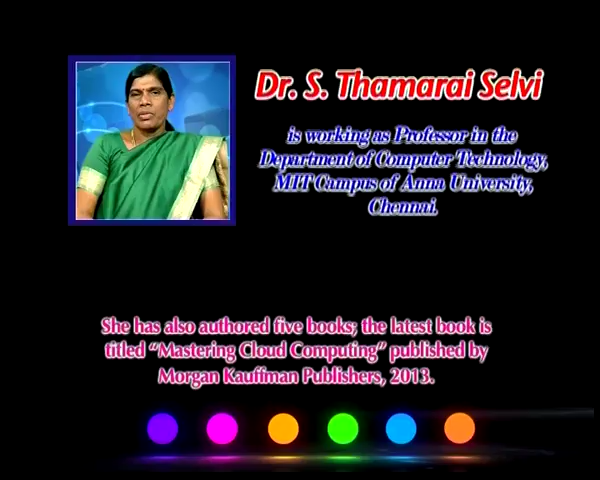 Dr. S. Thamarai Selvi
is working as Professor in the
Department of Computer Technology,
MIT Campus of Anna University,
Chennai.
She has also authored five books; the latest book is
titled “Mastering Cloud Computing” published by
Morgan Kauffman Publishers, 2013.